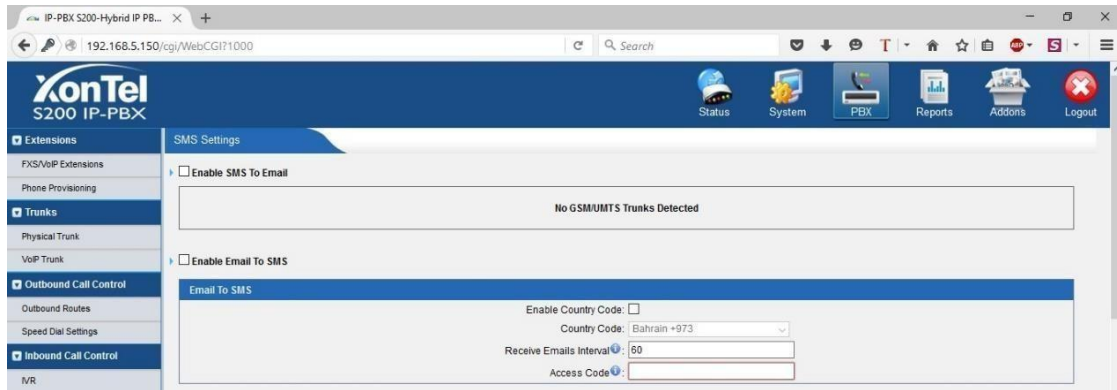 IP-PBX S200-Hybrid IP PB...
192.168.5.150/cgi/WebCGI?1000
Search
XonTel
S200 IP-PBX
Status
System
PBX
Reports
Addons
Logout
Extensions
FXS/VoIP Extensions
Phone Provisioning
Trunks
Physical Trunk
VoIP Trunk
Outbound Call Control
Outbound Routes
Speed Dial Settings
Inbound Call Control
IVR
SMS Settings
Enable SMS To Email
No GSM/UMTS Trunks Detected
Enable Email To SMS
Email To SMS
Enable Country Code:
Country Code: Bahrain +973
Receive Emails Interval : 60
Access Code :